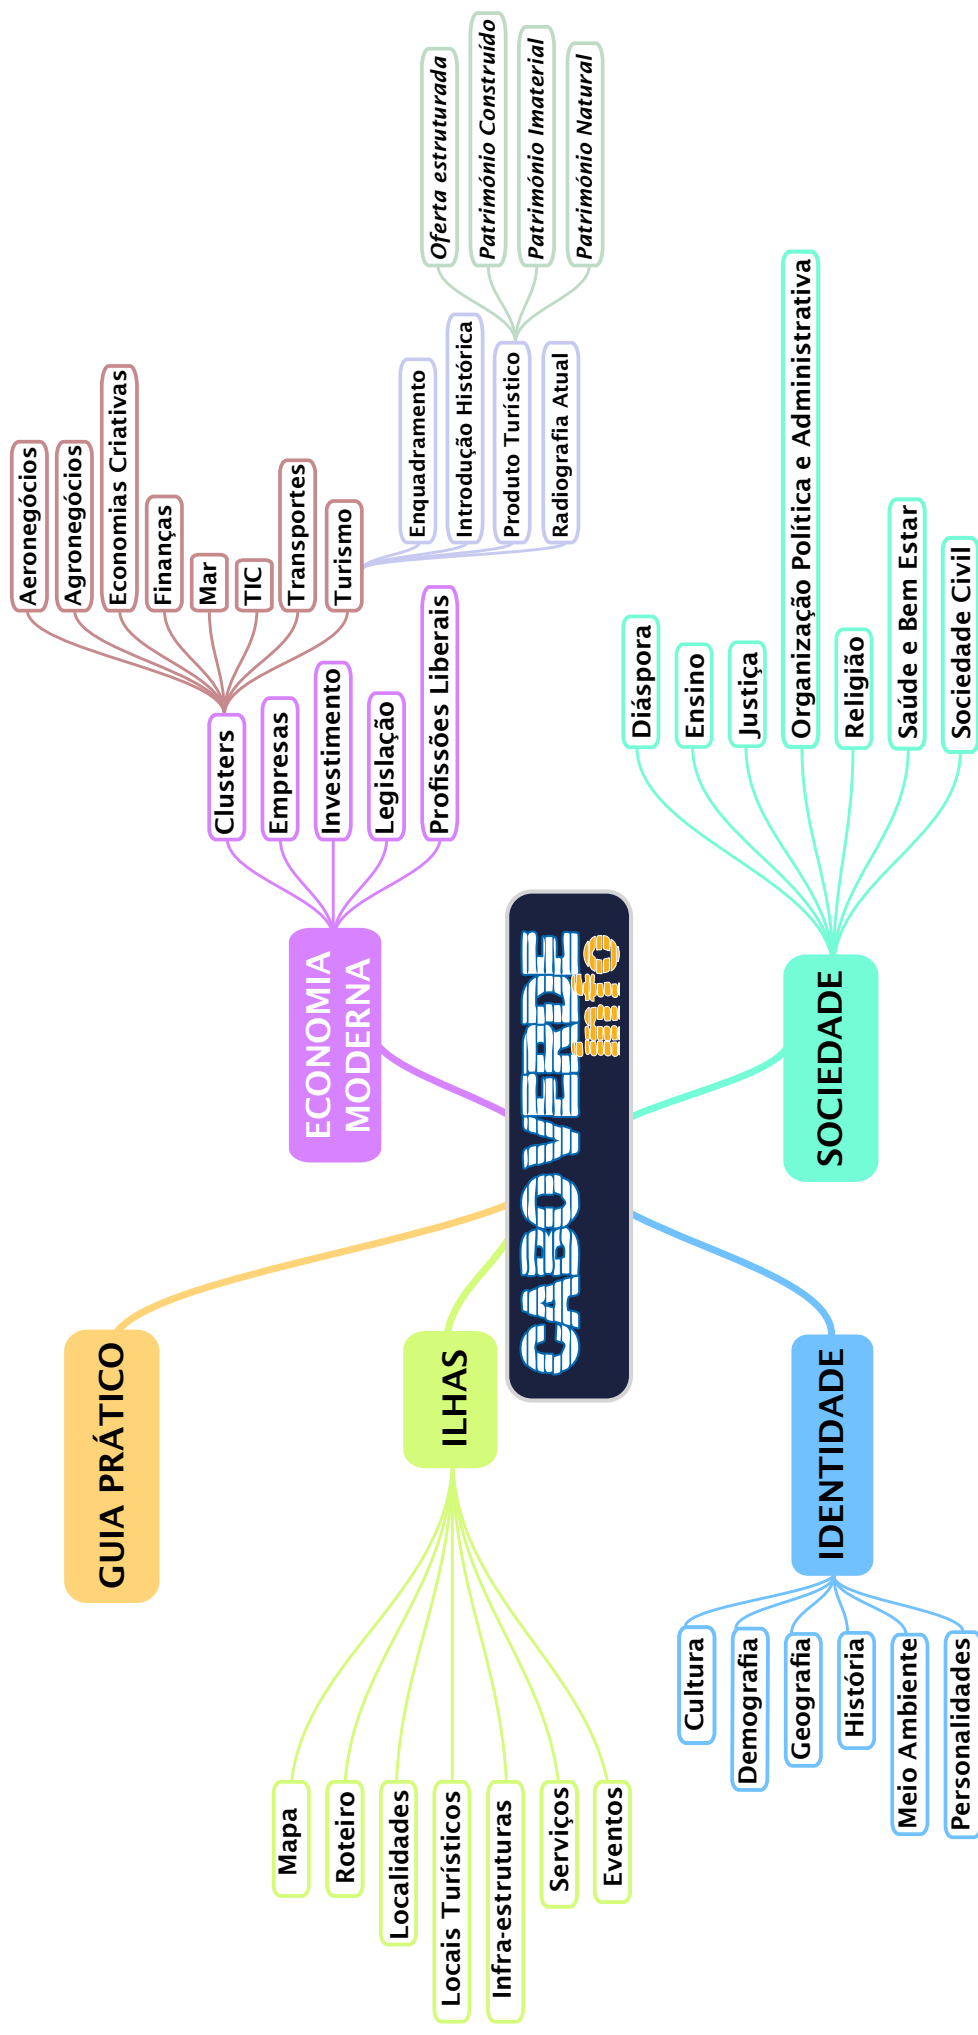 CABO VERDE
info
GUIA PRÁTICO
ILHAS
Mapa
Roteiro
Localidades
Locais Turísticos
Infra-estruturas
Serviços
Eventos
IDENTIDADE
Cultura
Demografia
Geografia
História
Meio Ambiente
Personalidades
ECONOMIA
MODERNA
Clusters
Empresas
Investimento
Legislação
Profissões Liberais
Aeronegócios
Agronegócios
Economias Criativas
Finanças
Mar
TIC
Transportes
Turismo
Enquadramento
Introdução Histórica
Produto Turístico
Radiografia Atual
Oferta estruturada
Património Construído
Património Imaterial
Património Natural
SOCIEDADE
Diáspora
Ensino
Justiça
Organização Política e Administrativa
Religião
Saúde e Bem Estar
Sociedade Civil